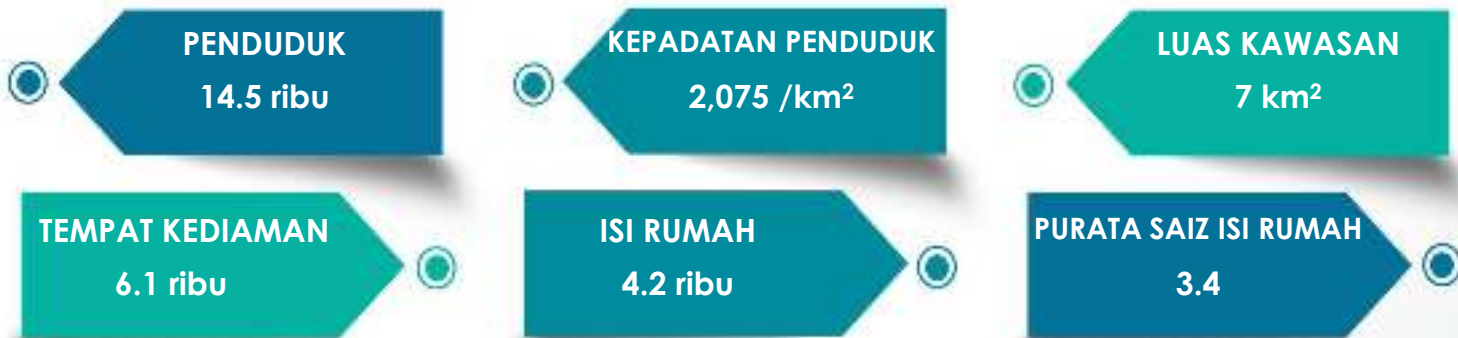 PENDUDUK
14.5 ribu
KEPADATAN PENDUDUK
2,075 /km²
LUAS KAWASAN
7 km²
TEMPAT KEDIAMAN
6.1 ribu
ISI RUMAH
4.2 ribu
PURATA SAIZ ISI RUMAH
3.4